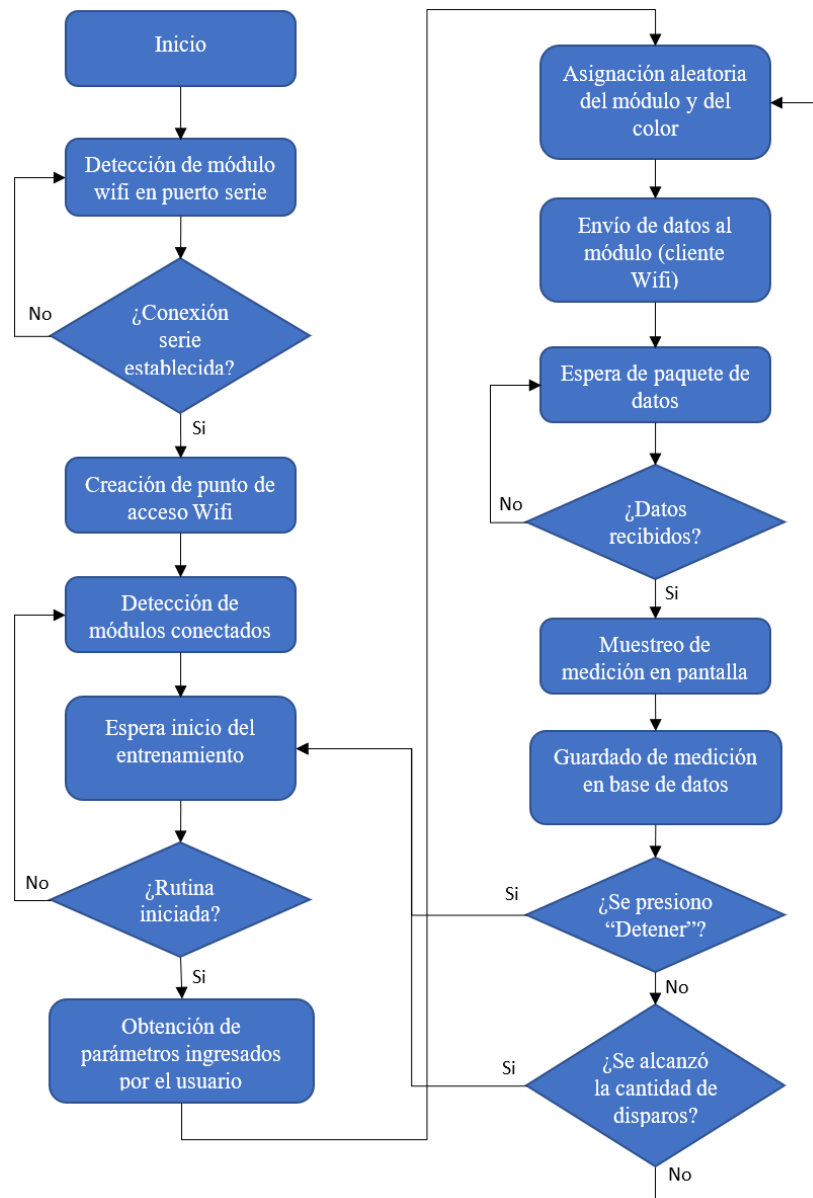 Inicio
Detección de módulo
wifi en puerto serie
No
¿Conexión
serie
establecida?
Si
Creación de punto de
acceso Wifi
Detección de
módulos conectados
Espera inicio del
entrenamiento
No
¿Rutina
iniciada?
Si
Obtención de
parámetros ingresados
por el usuario
Asignación aleatoria
del módulo y del
color
Envío de datos al
módulo (cliente
Wifi)
Espera de paquete de
datos
No
¿Datos
recibidos?
Si
Muestreo de
medición en pantalla
Guardado de medición
en base de datos
Si
¿Se presiono
“Detener”?
No
Si
¿Se alcanzó
la cantidad de
disparos?
No